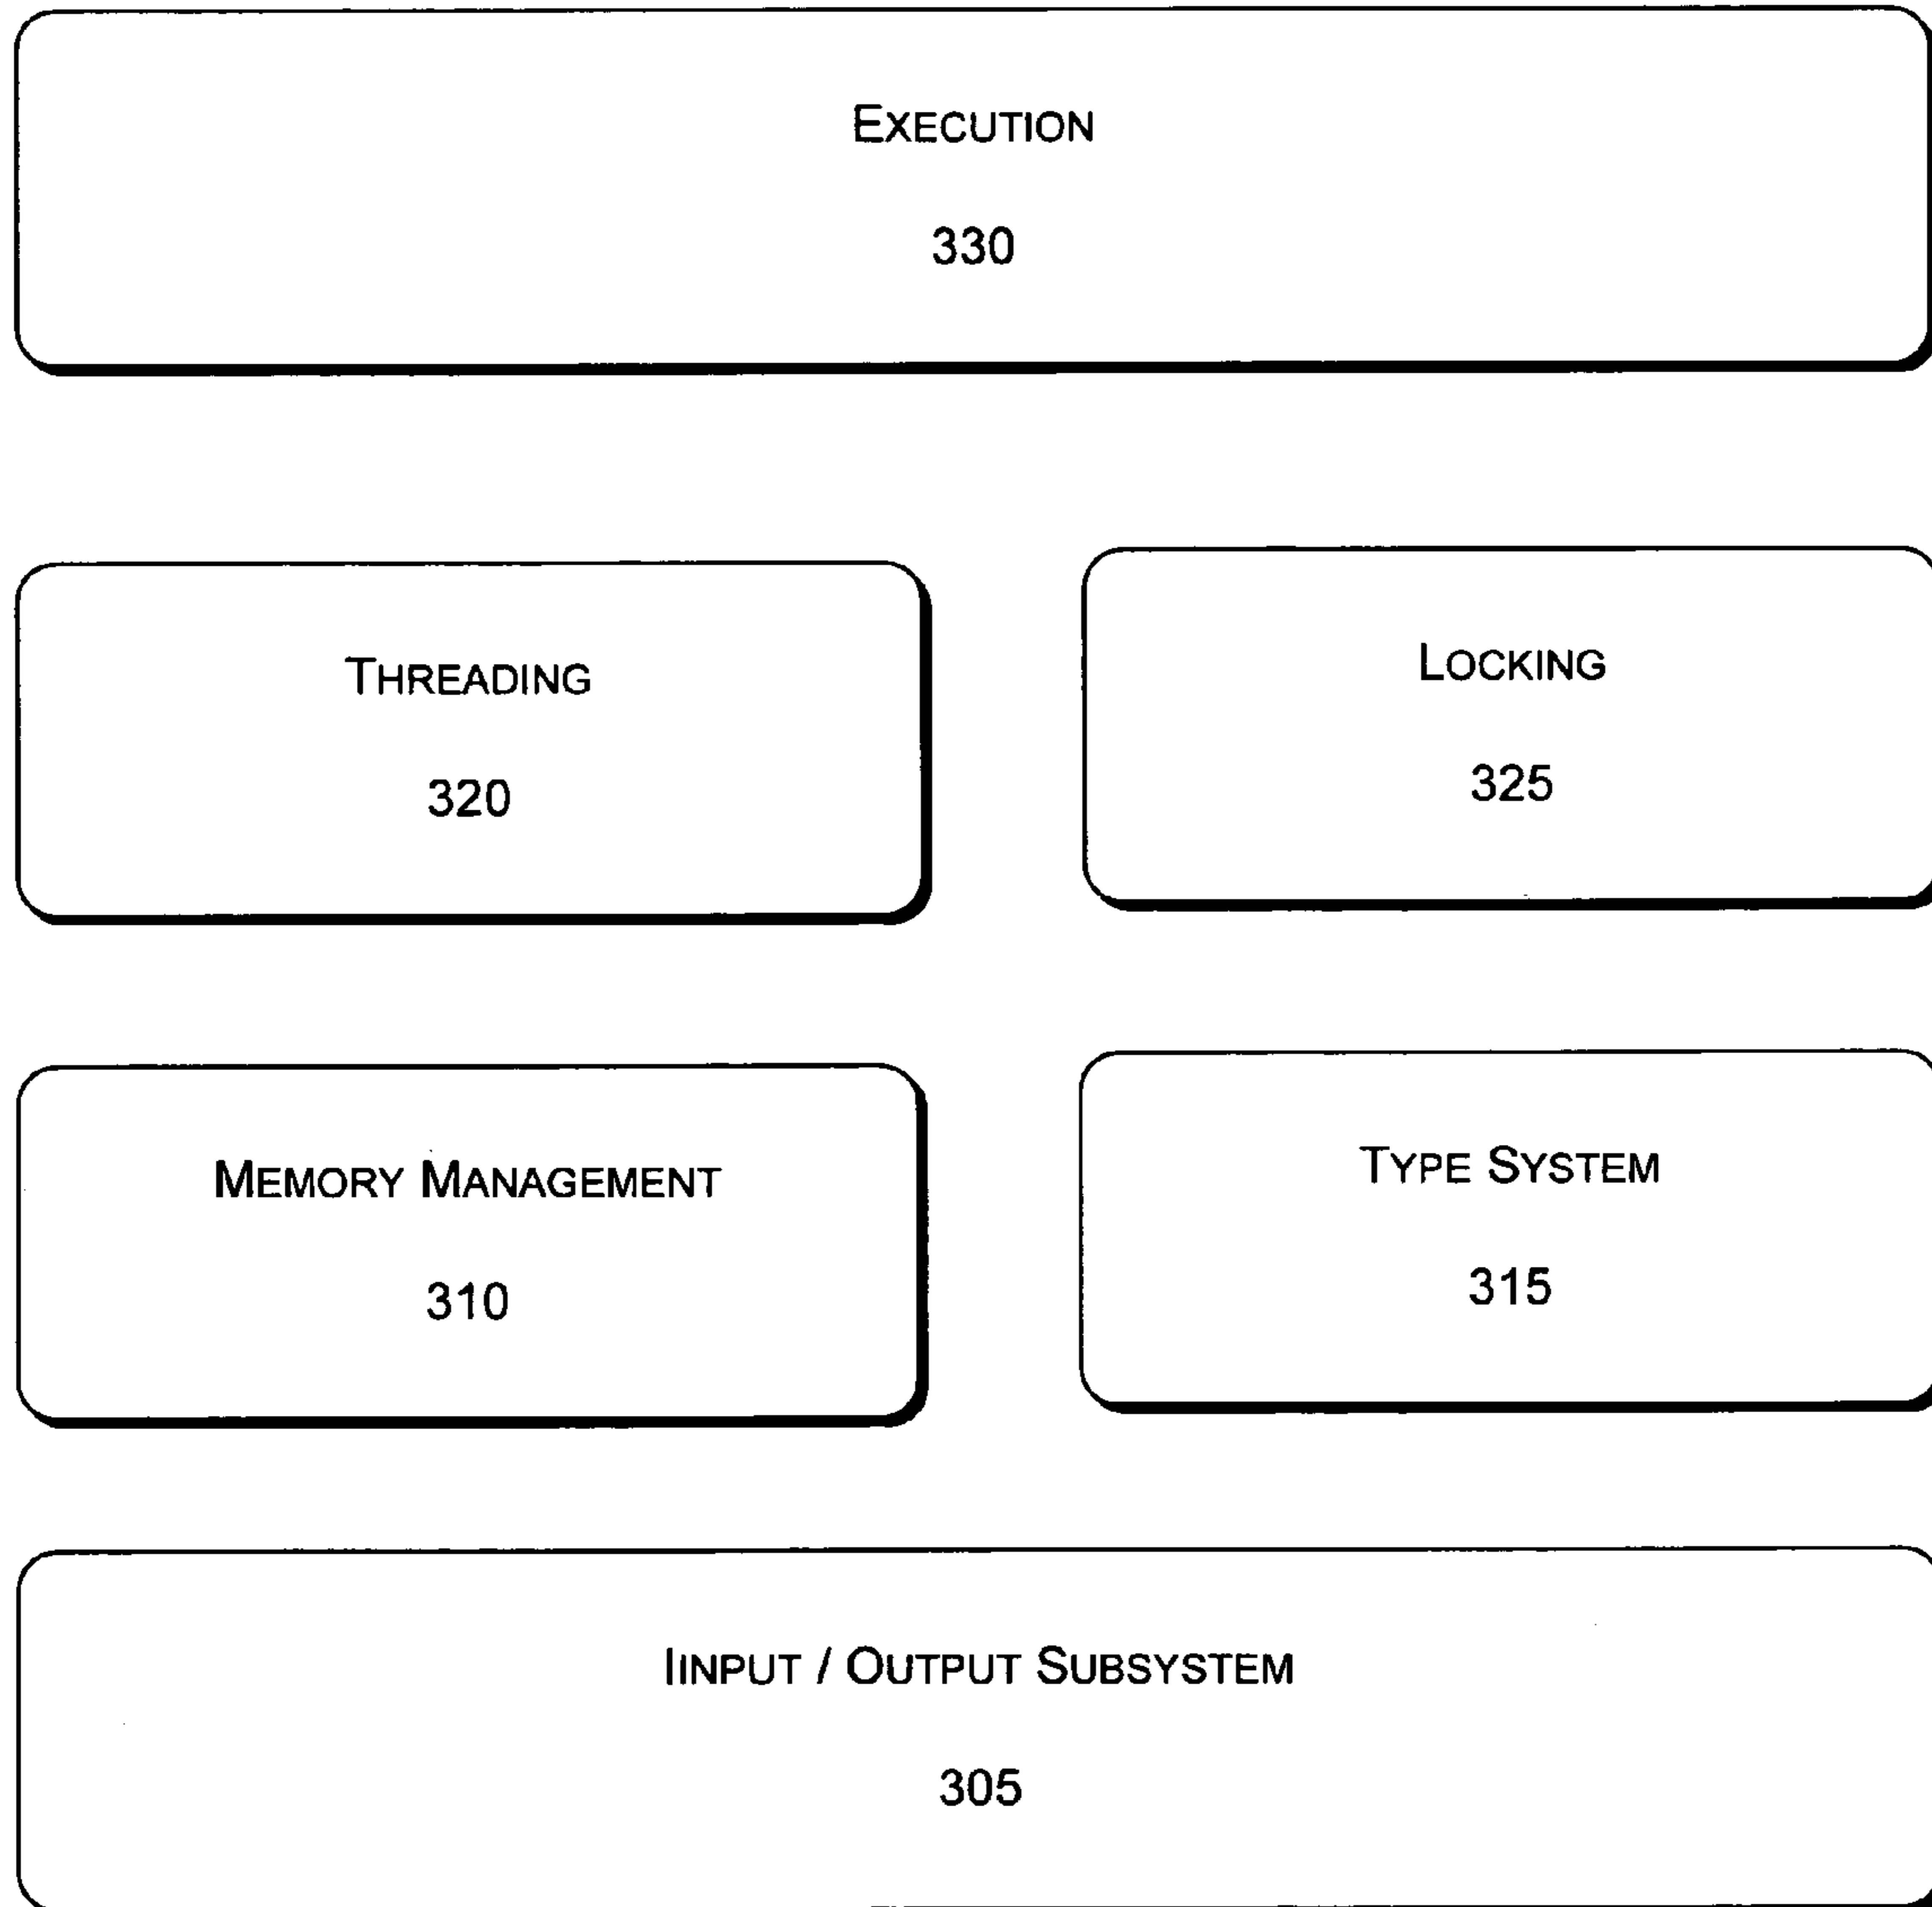 EXECUTION
330
THREADING
320
LOCKING
325
MEMORY MANAGEMENT
310
TYPE SYSTEM
315
IINPUT / OUTPUT SUBSYSTEM
305